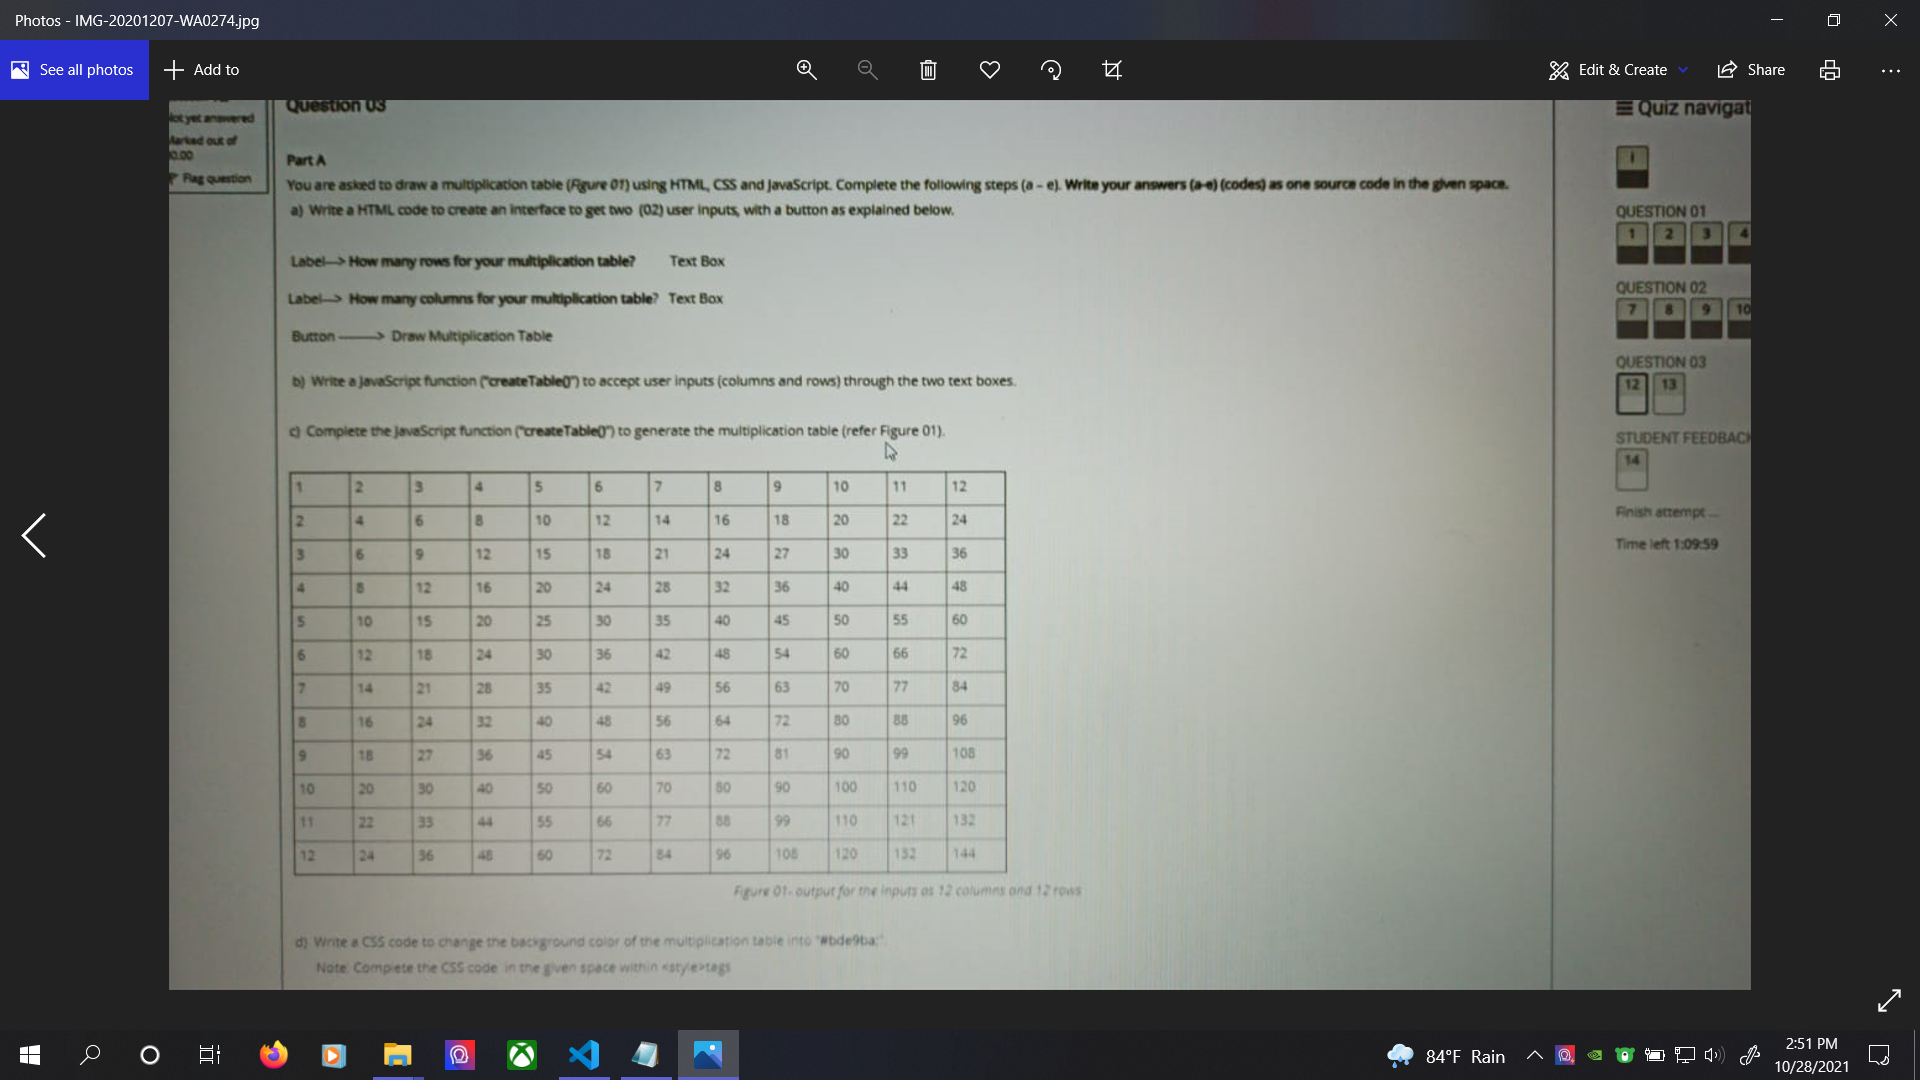 Photos - IMG-20201207-WA0274.jpg
See all photos
Add to
Edit & Create
Share
Not yet answered
Marked out of
Flag question
Question 03
Part A
You are asked to draw a multiplication table (Figure 01) using HTML, CSS and JavaScript. Complete the following steps (a – e). Write your answers (a-e) (codes) as one source code in the given space.
a) Write a HTML code to create an interface to get two (02) user inputs, with a button as explained below.
Label---> How many rows for your multiplication table? Text Box
Label---> How many columns for your multiplication table? Text Box
Button -------> Draw Multiplication Table
b) Write a JavaScript function ("createTable()") to accept user inputs (columns and rows) through the two text boxes.
c) Complete the JavaScript function ("createTable()") to generate the multiplication table (refer Figure 01).
1 2 3 4 5 6 7 8 9 10 11 12
2 4 6 8 10 12 14 16 18 20 22 24
3 6 9 12 15 18 21 24 27 30 33 36
4 8 12 16 20 24 28 32 36 40 44 48
5 10 15 20 25 30 35 40 45 50 55 60
6 12 18 24 30 36 42 48 54 60 66 72
7 14 21 28 35 42 49 56 63 70 77 84
8 16 24 32 40 48 56 64 72 80 88 96
9 18 27 36 45 54 63 72 81 90 99 108
10 20 30 40 50 60 70 80 90 100 110 120
11 22 33 44 55 66 77 88 99 110 121 132
12 24 36 48 60 72 84 96 108 120 132 144
Figure 01- output for the inputs as 12 columns and 12 rows
d) Write a CSS code to change the background color of the multiplication table into "#bde9ba;".
Note: Complete the CSS code in the given space within <style>tags
Quiz navigat
i
QUESTION 01
1 2 3 4
QUESTION 02
7 8 9 10
QUESTION 03
12 13
STUDENT FEEDBACK
14
Finish attempt ...
Time left 1:09:59
84°F Rain
2:51 PM
10/28/2021